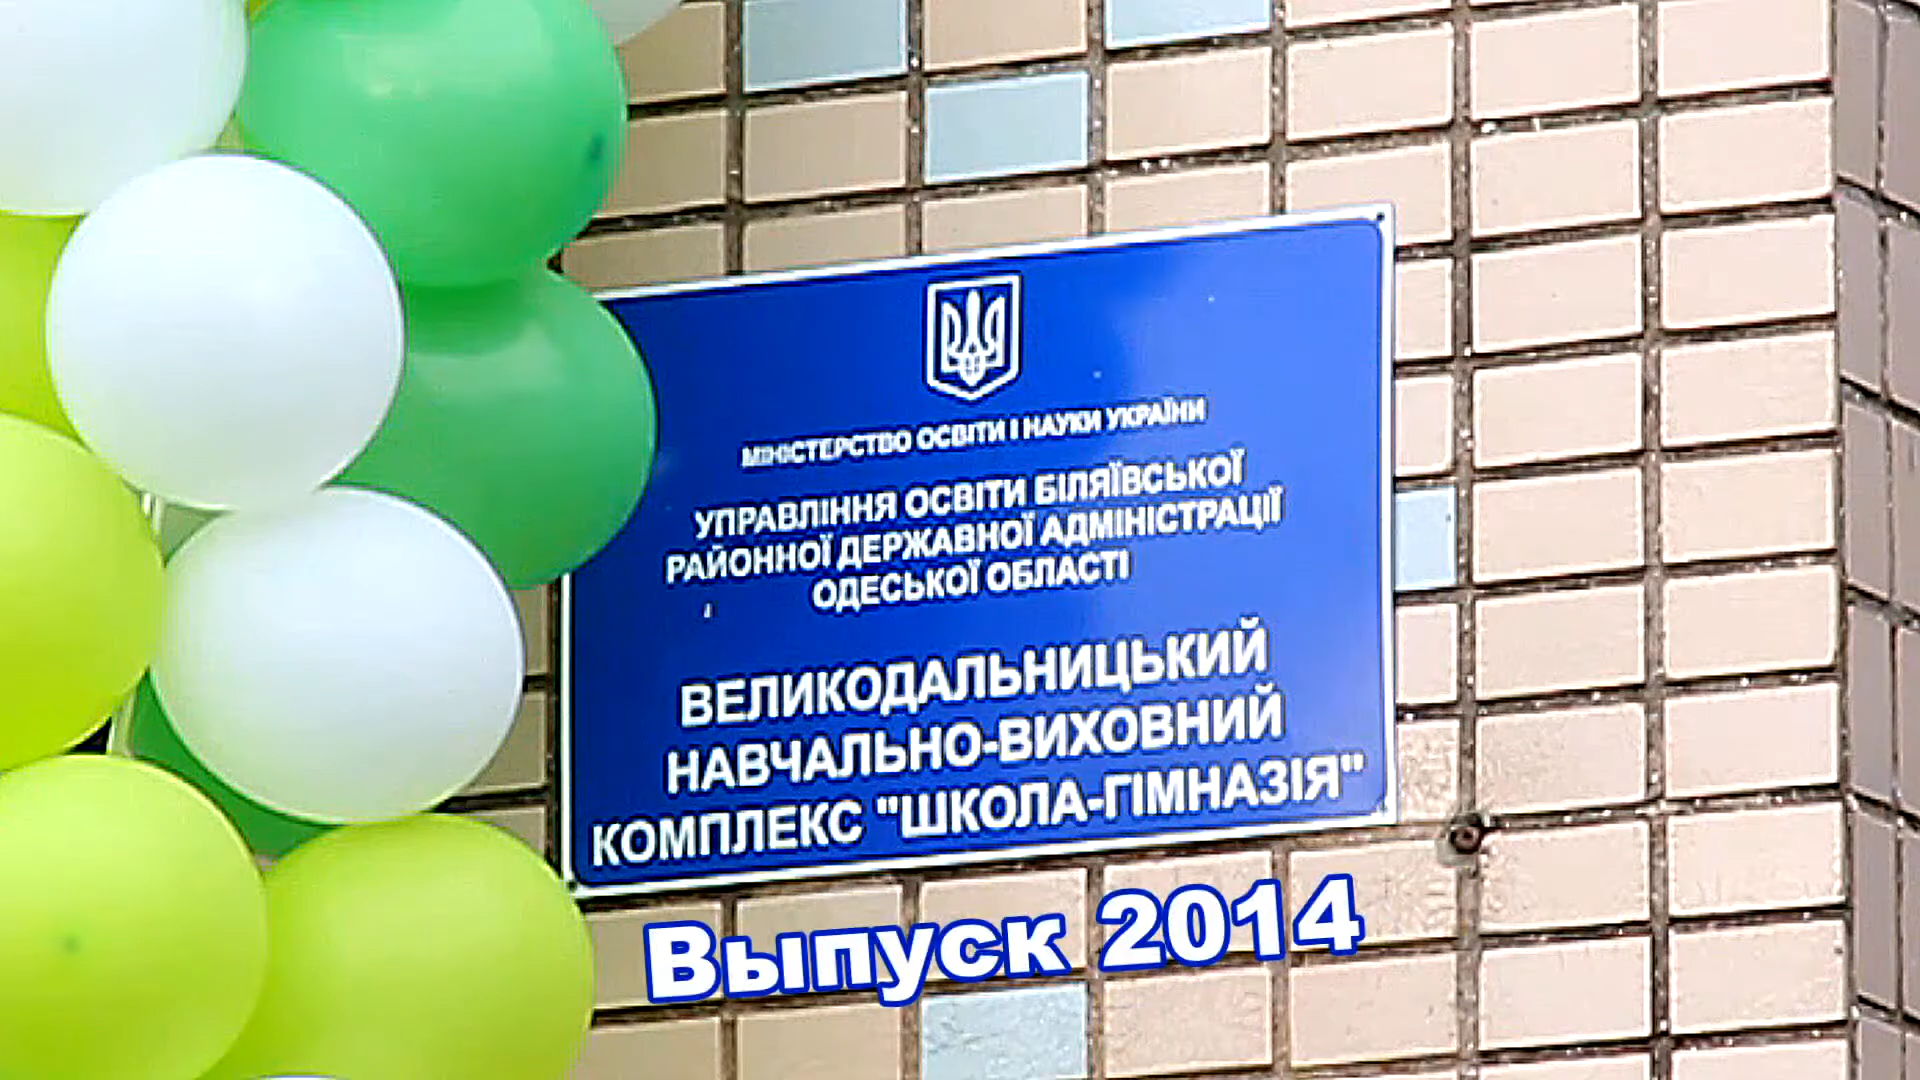 МІНІСТЕРСТВО ОСВІТИ І НАУКИ УКРАЇНИ
УПРАВЛІННЯ ОСВІТИ БІЛЯЇВСЬКОЇ
РАЙОННОЇ ДЕРЖАВНОЇ АДМІНІСТРАЦІЇ
ОДЕСЬКОЇ ОБЛАСТІ
ВЕЛИКОДАЛЬНИЦЬКИЙ
НАВЧАЛЬНО-ВИХОВНИЙ
КОМПЛЕКС "ШКОЛА-ГІМНАЗІЯ"
Выпуск 2014